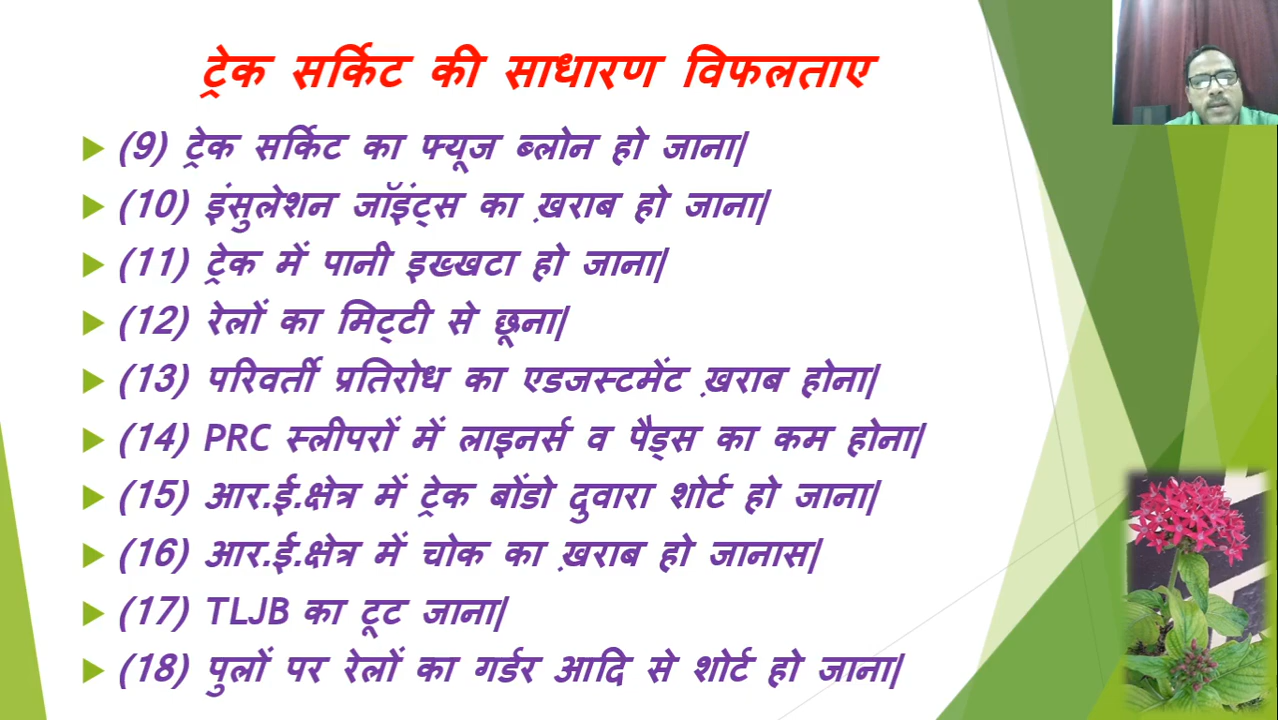 ट्रेक सर्किट की साधारण विफलताए
(9) ट्रेक सर्किट का फ्यूज ब्लोन हो जाना|
(10) इंसुलेशन जॉइंट्स का ख़राब हो जाना|
(11) ट्रेक में पानी इख्खटा हो जाना|
(12) रेलों का मिट्टी से छूना|
(13) परिवर्ती प्रतिरोध का एडजस्टमेंट ख़राब होना|
(14) PRC स्लीपरों में लाइनर्स व पैड्स का कम होना|
(15) आर.ई.क्षेत्र में ट्रेक बोंडो दुवारा शोर्ट हो जाना|
(16) आर.ई.क्षेत्र में चोक का ख़राब हो जानास|
(17) TLJB का टूट जाना|
(18) पुलों पर रेलों का गर्डर आदि से शोर्ट हो जाना|